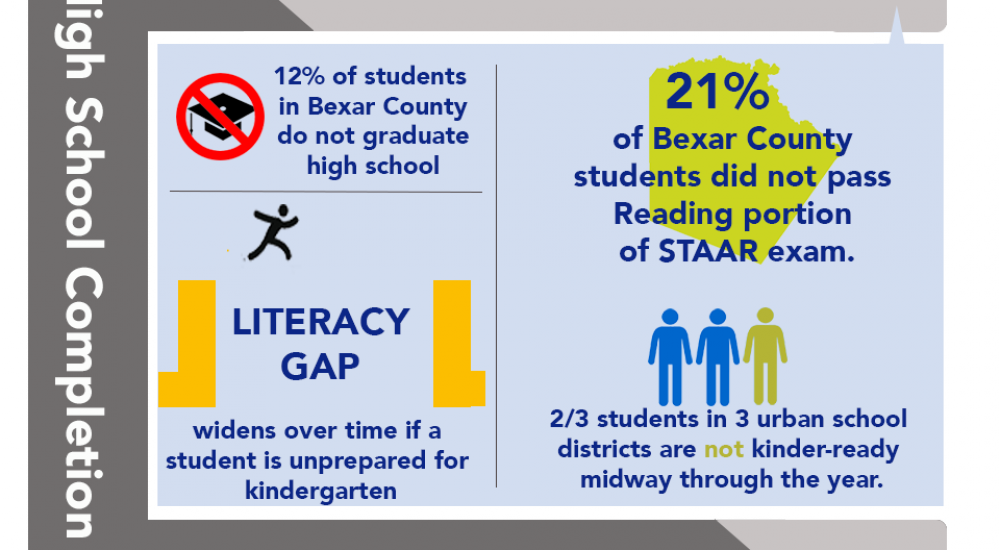 High School Completion
12% of students
in Bexar County
do not graduate
high school
LITERACY
GAP
widens over time if a
student is unprepared for
kindergarten
21%
of Bexar County
students did not pass
Reading portion
of STAAR exam.
2/3 students in 3 urban school
districts are not kinder-ready
midway through the year.